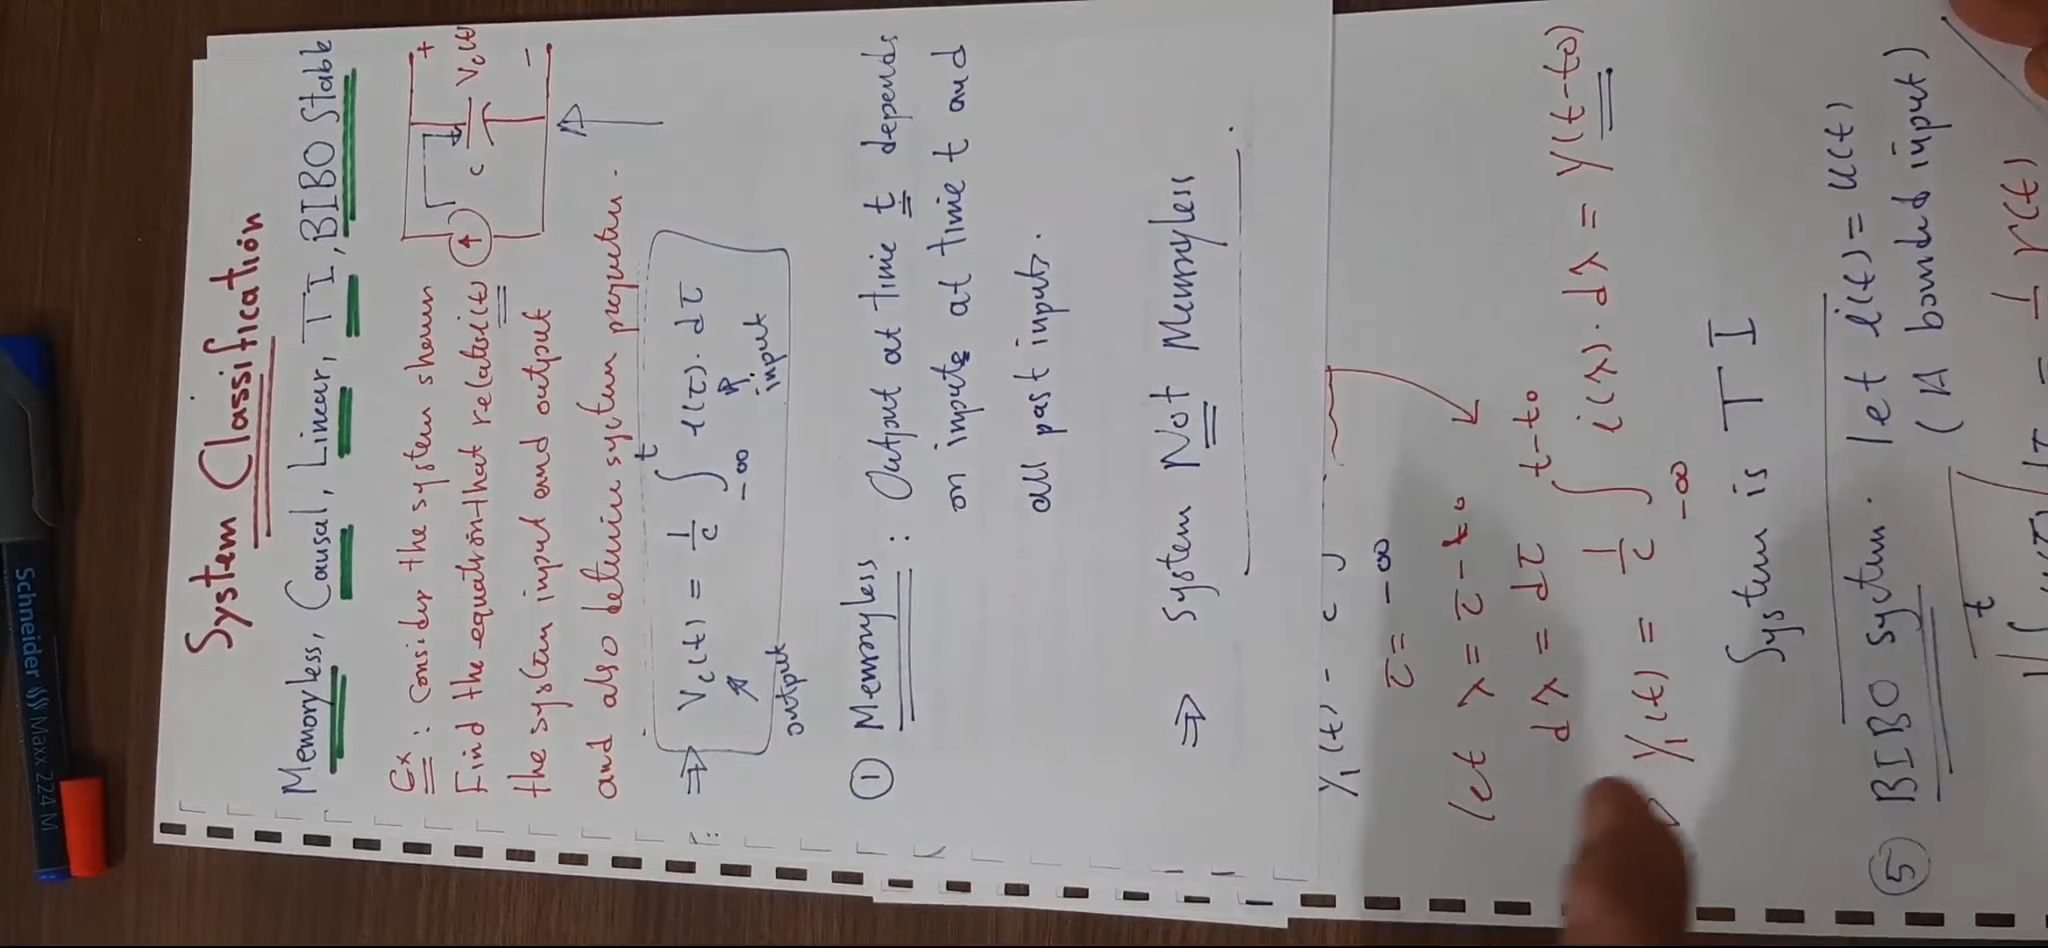 System Classification
Memoryless, Causal, Linear, TI, BIBO Stable
Ex : Consider the system shown
Find the equation that relates i(t)
the system input and output
and also determine system properties.
+
Vc(t)
-
c
⇒ Vc(t) = 1/c ∫_{-∞}^{t} i(τ). dτ
output
input
① Memoryless : Output at time t depends
on inputs at time t and
all past inputs.
⇒ System Not Memoryless.
y₁(t)
τ = -∞
let λ = τ - t₀
dλ = dτ
y₁(t) = 1/c ∫_{-∞}^{t-t₀} i(λ). dλ = y(t-t₀)
System is TI
⑤ BIBO System. let i(t) = u(t)
(A bounded input)
t
= 1 r(t)
Schneider Maxx 224 M